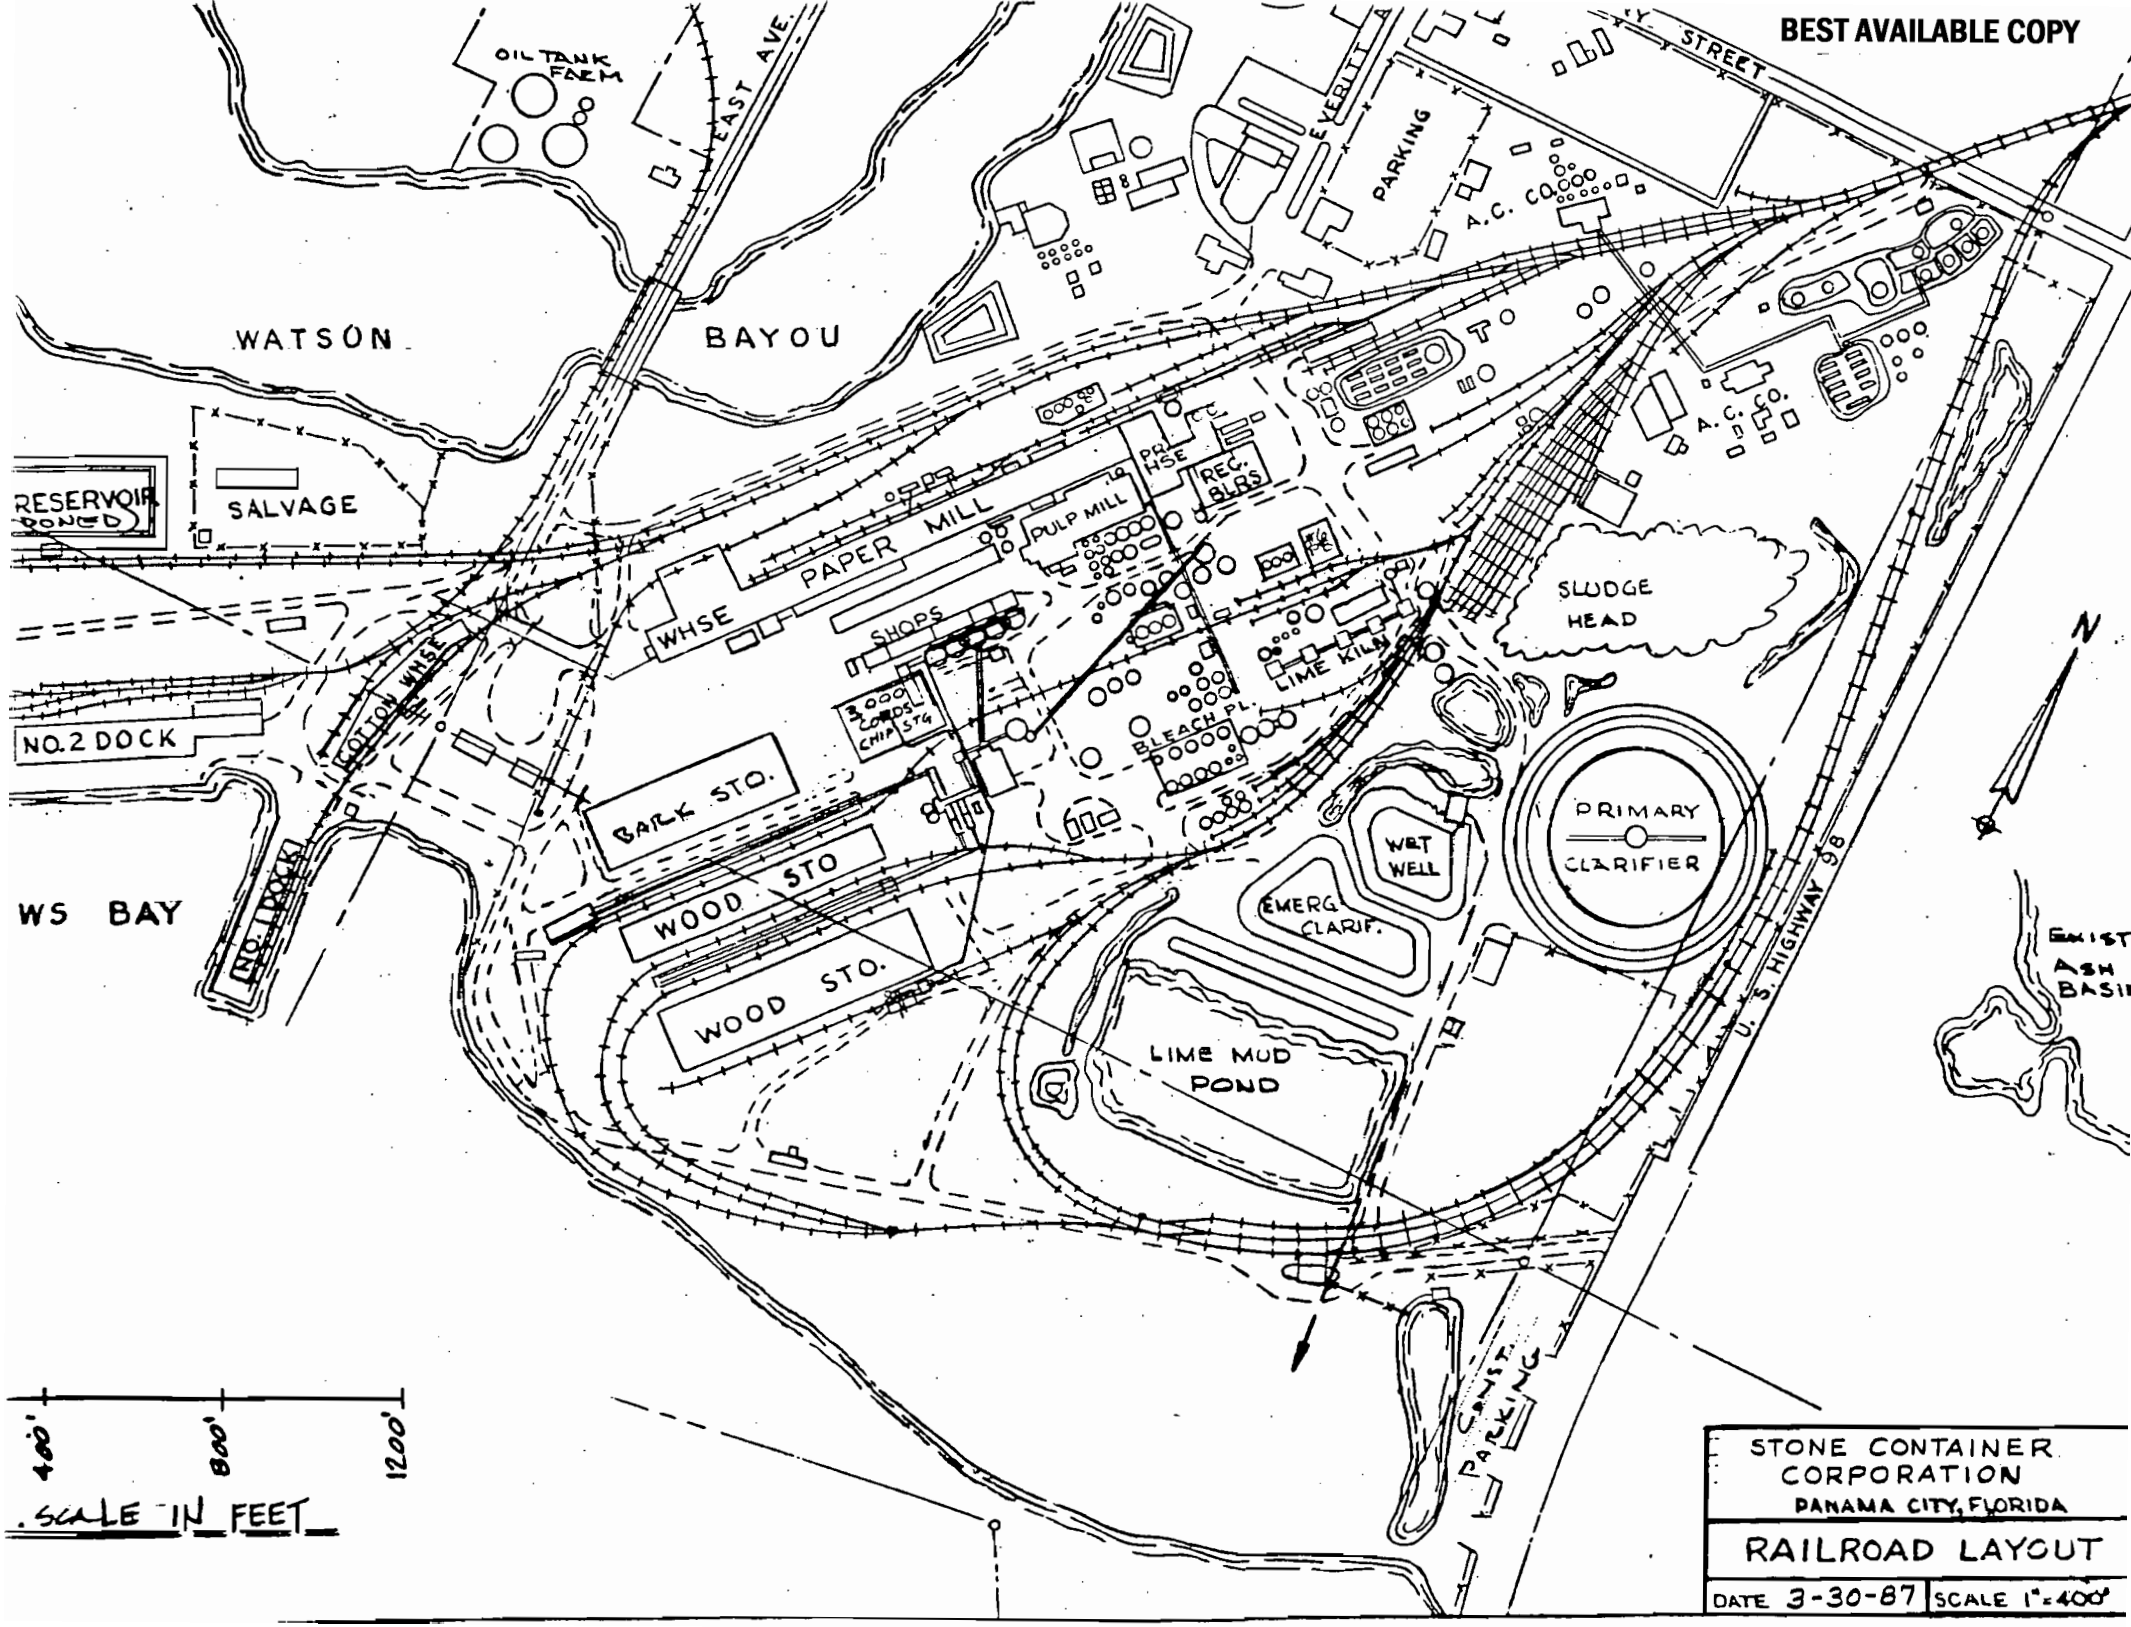 BEST AVAILABLE COPY
STREET
OIL TANK
FARM
EAST AVE.
EVERITT
PARKING
A.C. CO.
WATSON
BAYOU
A.C. CO.
RESERVOIR
DONED)
SALVAGE
PAPER MILL
PULP MILL
HSE
REC.
BLRS
WHSE
SHOPS
SLUDGE
HEAD
LIME KILN
N
COTTON WHSE
3000
CORDS
CHIP STG
BLEACH PL.
NO. 2 DOCK
BARK STO.
PRIMARY
CLARIFIER
WET
WELL
WOOD STO
EMERG.
CLARIF.
WS BAY
NO. 1 DOCK
WOOD STO.
U.S. HIGHWAY 98
EXIST
ASH
BASI
LIME MUD
POND
CONST.
PARKING
400' 800' 1200'
SCALE IN FEET
STONE CONTAINER
CORPORATION
PANAMA CITY, FLORIDA
RAILROAD LAYOUT
DATE 3-30-87 SCALE 1"=400'